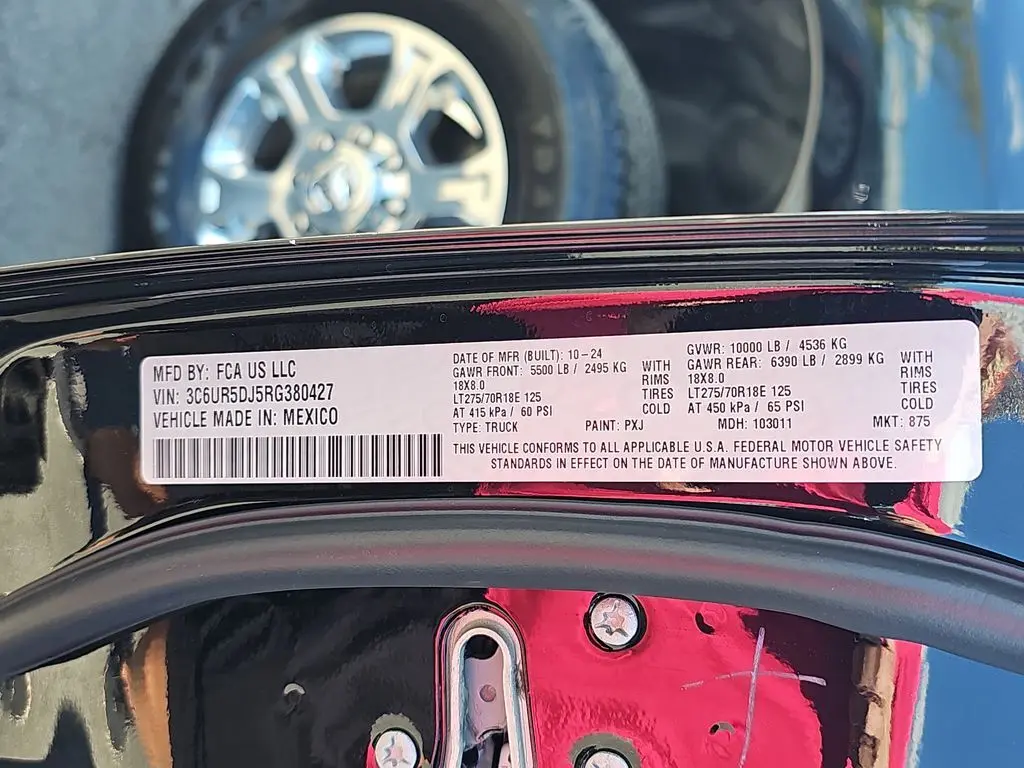 MFD BY: FCA US LLC
VIN: 3C6UR5DJ5RG380427
VEHICLE MADE IN: MEXICO
DATE OF MFR (BUILT): 10-24
GAWR FRONT: 5500 LB / 2495 KG WITH
18X8.0 RIMS
LT275/70R18E 125 TIRES
AT 415 kPa / 60 PSI COLD
GVWR: 10000 LB / 4536 KG
GAWR REAR: 6390 LB / 2899 KG WITH
18X8.0 RIMS
LT275/70R18E 125 TIRES
AT 450 kPa / 65 PSI COLD
TYPE: TRUCK PAINT: PXJ MDH: 103011 MKT: 875
THIS VEHICLE CONFORMS TO ALL APPLICABLE U.S.A. FEDERAL MOTOR VEHICLE SAFETY
STANDARDS IN EFFECT ON THE DATE OF MANUFACTURE SHOWN ABOVE.